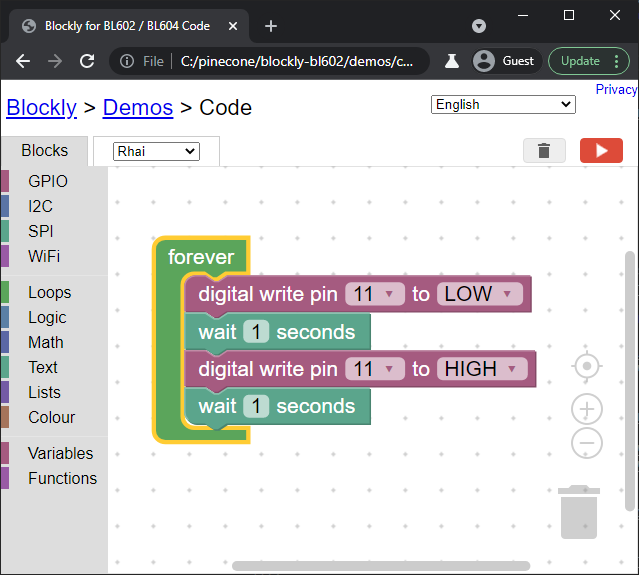 Blockly for BL602 / BL604 Code
File C:/pinecone/blockly-bl602/demos/c... Guest Update
Privacy
Blockly > Demos > Code
English
Blocks
Rhai
GPIO
I2C
SPI
WiFi
Loops
Logic
Math
Text
Lists
Colour
Variables
Functions
forever
digital write pin 11 to LOW
wait 1 seconds
digital write pin 11 to HIGH
wait 1 seconds